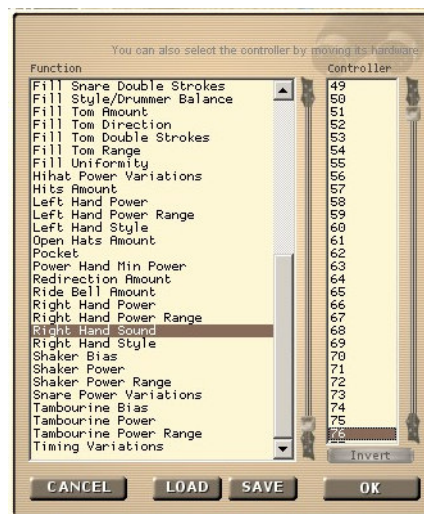 You can also select the controller by moving its hardware
Function
Controller
Fill Snare Double Strokes
Fill Style/Drummer Balance
Fill Tom Amount
Fill Tom Direction
Fill Tom Double Strokes
Fill Tom Range
Fill Uniformity
Hihat Power Variations
Hits Amount
Left Hand Power
Left Hand Power Range
Left Hand Style
Open Hats Amount
Pocket
Power Hand Min Power
Redirection Amount
Ride Bell Amount
Right Hand Power
Right Hand Power Range
Right Hand Sound
Right Hand Style
Shaker Bias
Shaker Power
Shaker Power Range
Snare Power Variations
Tambourine Bias
Tambourine Power
Tambourine Power Range
Timing Variations
49
50
51
52
53
54
55
56
57
58
59
60
61
62
63
64
65
66
67
68
69
70
71
72
73
74
75
76
Invert
CANCEL
LOAD
SAVE
OK